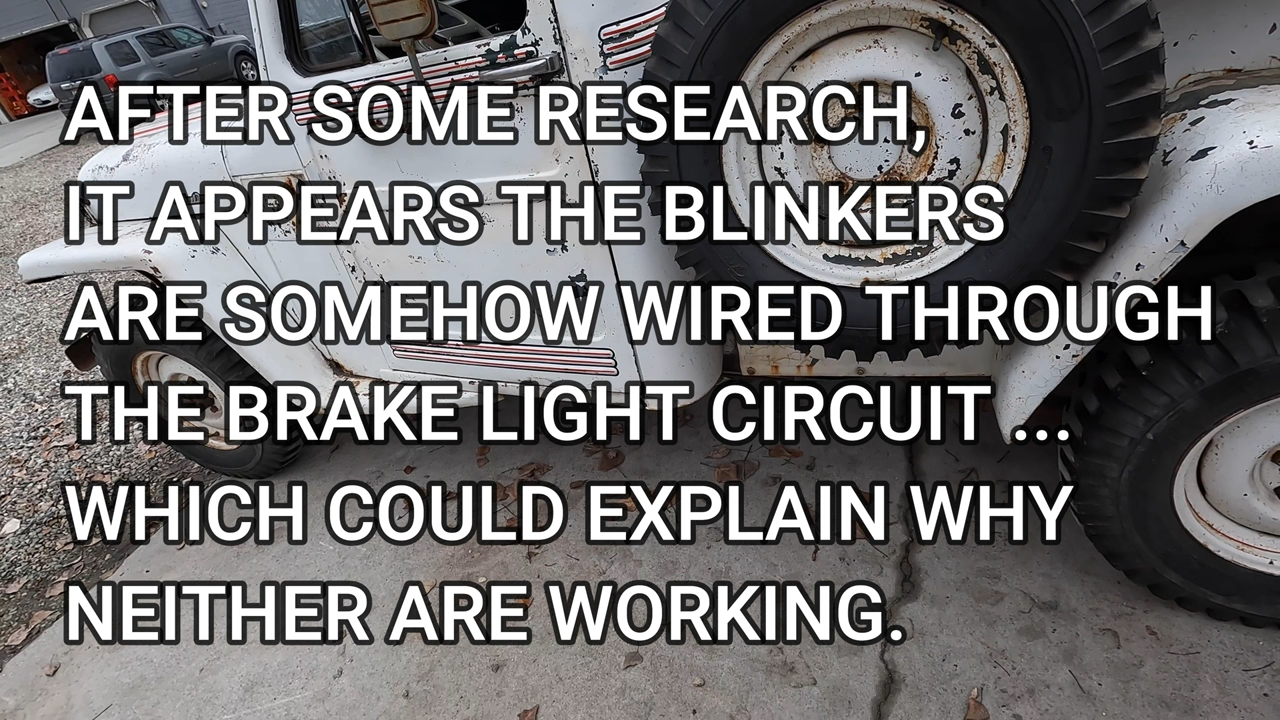 AFTER SOME RESEARCH,
IT APPEARS THE BLINKERS
ARE SOMEHOW WIRED THROUGH
THE BRAKE LIGHT CIRCUIT ...
WHICH COULD EXPLAIN WHY
NEITHER ARE WORKING.